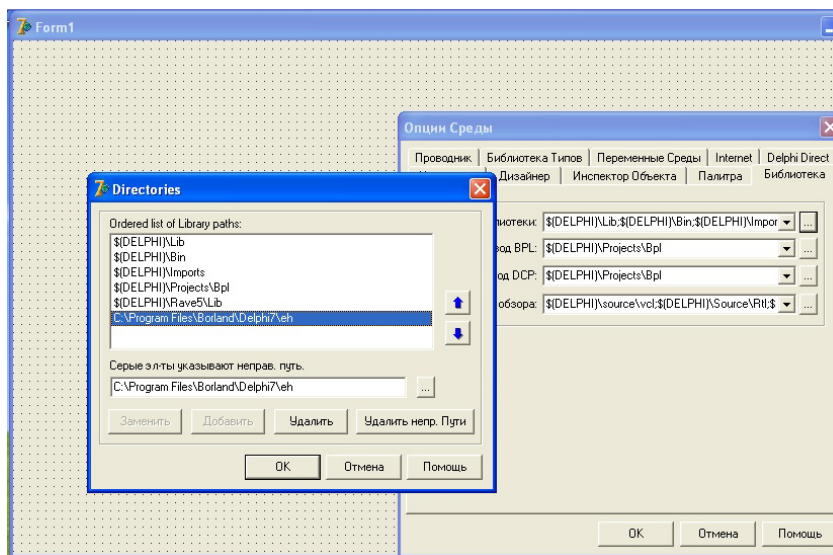 Form1
Опции Среды
Проводник Библиотека Типов Переменные Среды Internet Delphi Direct
Дизайнер Инспектор Объекта Палитра Библиотека
$(DELPHI)\Lib;$(DELPHI)\Bin;$(DELPHI)\Impor ...
BPL: $(DELPHI)\Projects\Bpl ...
DCP: $(DELPHI)\Projects\Bpl ...
обзора: $(DELPHI)\source\vcl;$(DELPHI)\Source\Rtl;$ ...
OK Отмена Помощь
Directories
Ordered list of Library paths:
$(DELPHI)\Lib
$(DELPHI)\Bin
$(DELPHI)\Imports
$(DELPHI)\Projects\Bpl
$(DELPHI)\Rave5\Lib
C:\Program Files\Borland\Delphi7\eh
Серые эл-ты указывают неправ. путь.
C:\Program Files\Borland\Delphi7\eh ...
Заменить Добавить Удалить Удалить непр. Пути
OK Отмена Помощь